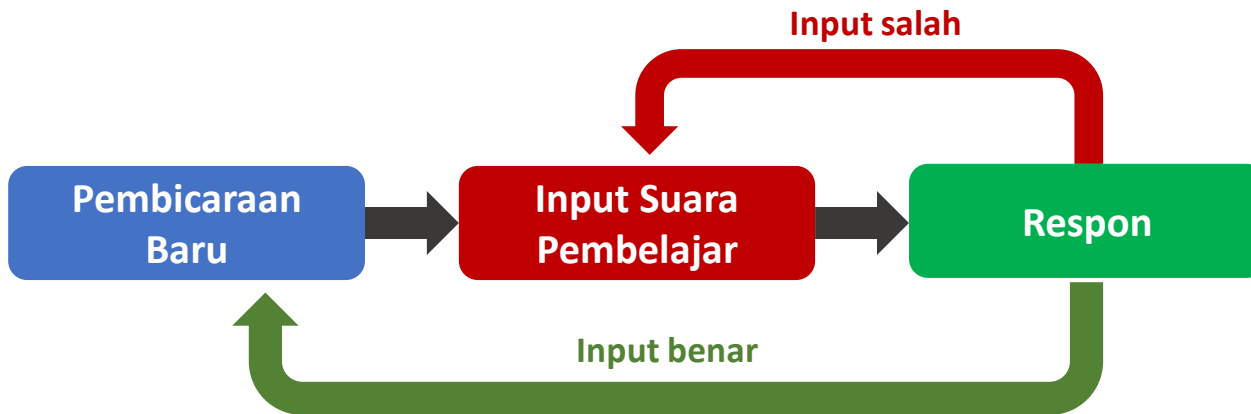 Input salah
Pembicaraan
Baru
Input Suara
Pembelajar
Respon
Input benar